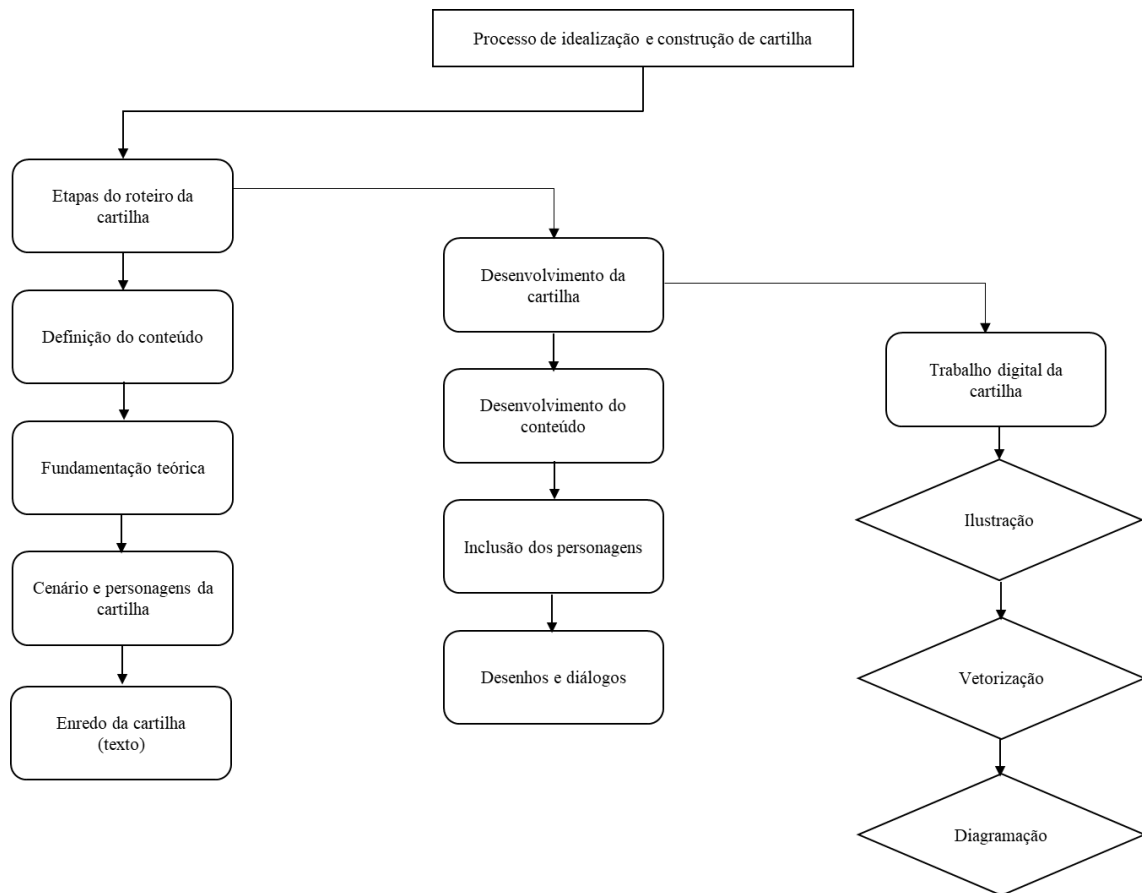 Processo de idealização e construção de cartilha
Etapas do roteiro da
cartilha
Definição do conteúdo
Fundamentação teórica
Cenário e personagens da
cartilha
Enredo da cartilha
(texto)
Desenvolvimento da
cartilha
Desenvolvimento do
conteúdo
Inclusão dos personagens
Desenhos e diálogos
Trabalho digital da
cartilha
Ilustração
Vetorização
Diagramação